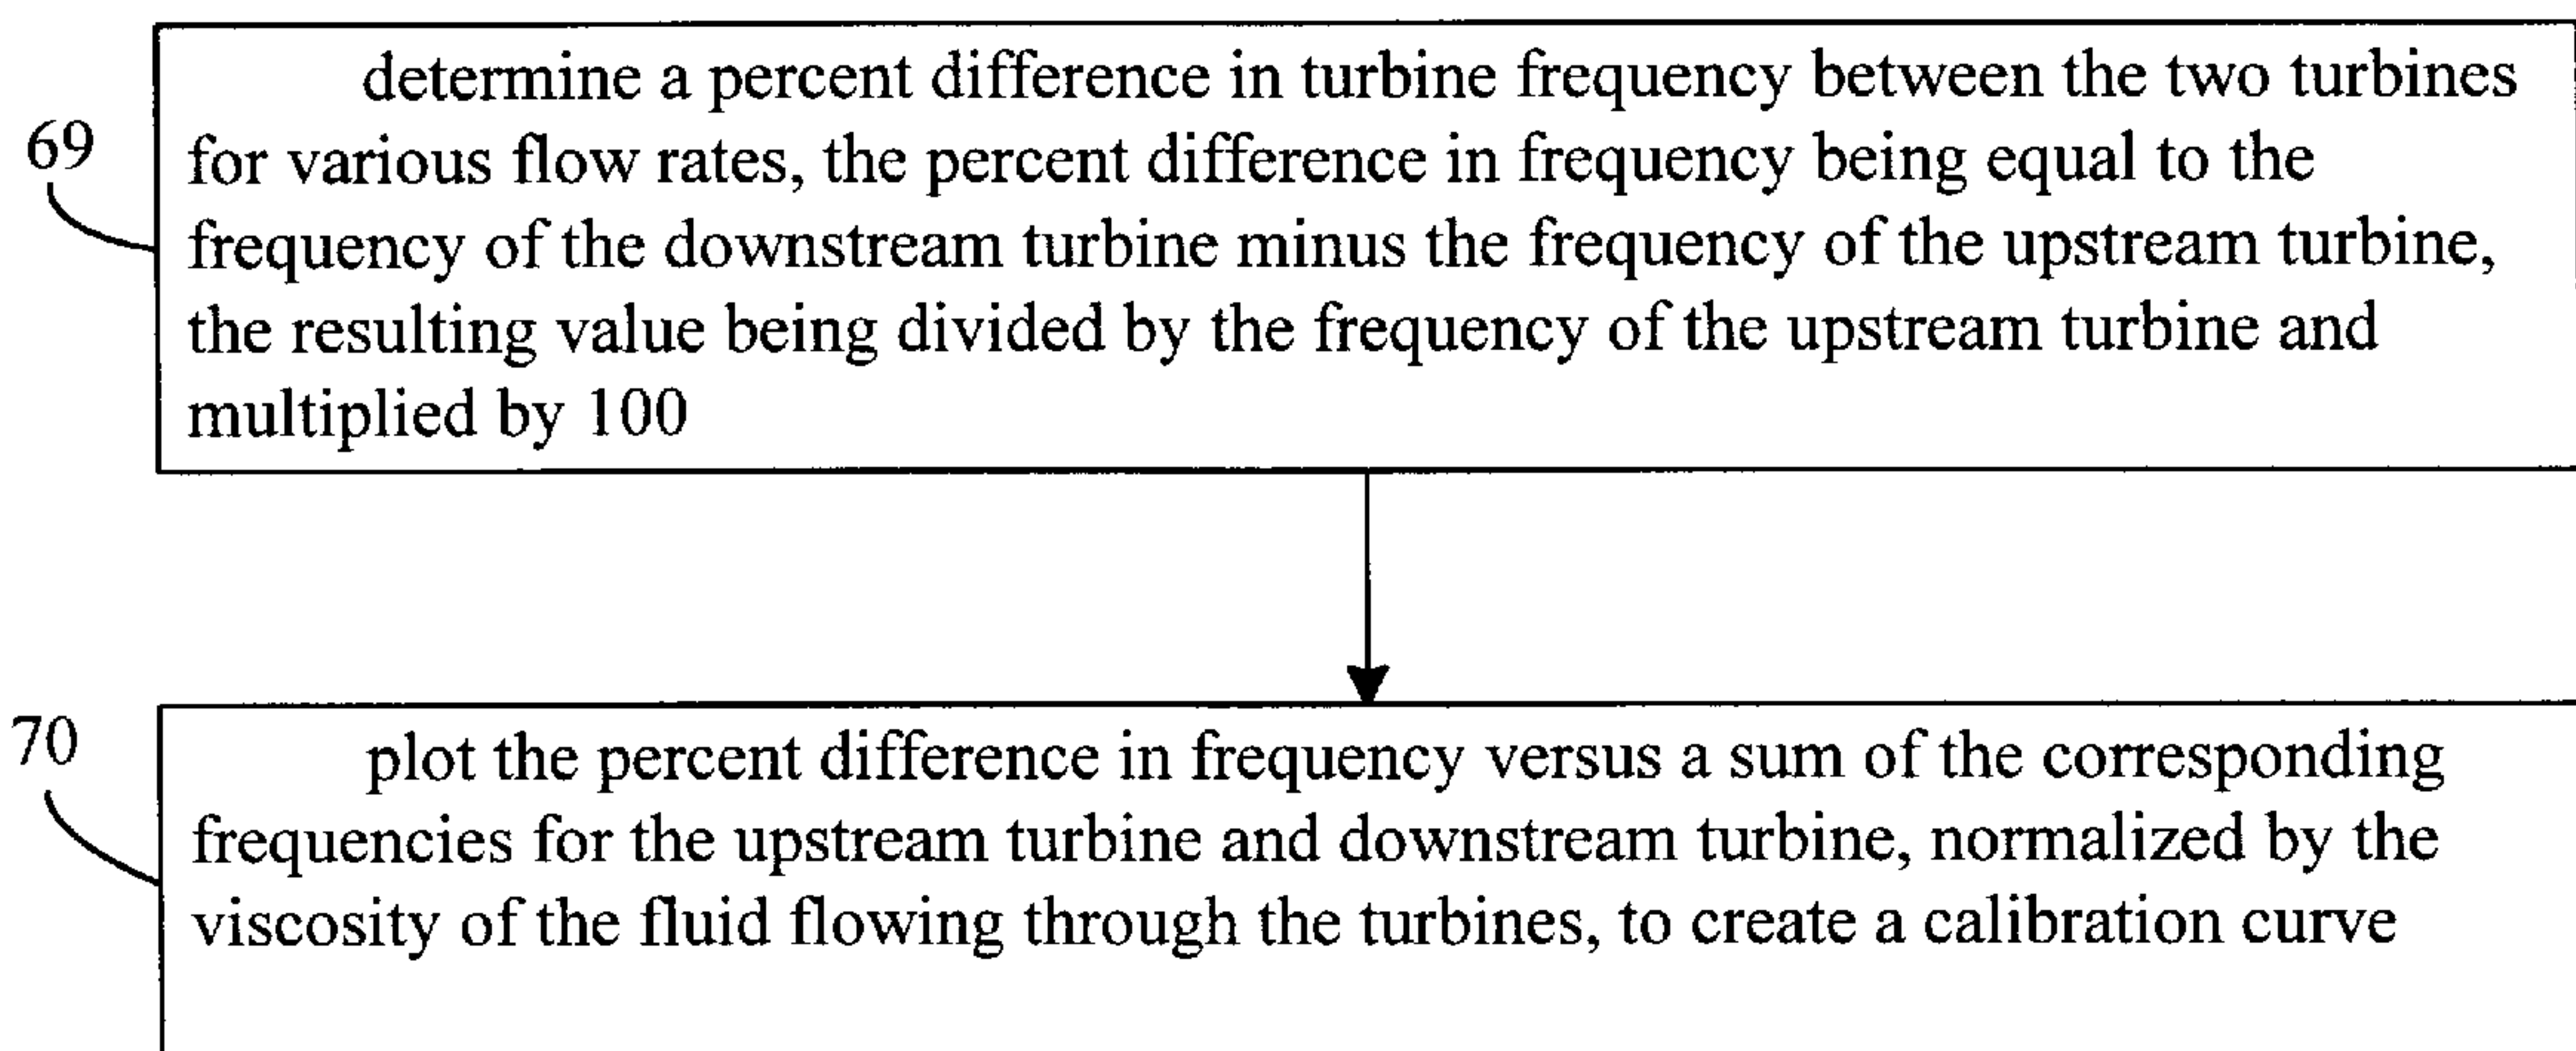 determine a percent difference in turbine frequency between the two turbines
69
for various flow rates, the percent difference in frequency being equal to the
frequency of the downstream turbine minus the frequency of the upstream turbine,
the resulting value being divided by the frequency of the upstream turbine and
multiplied by 100
70
plot the percent difference in frequency versus a sum of the corresponding
frequencies for the upstream turbine and downstream turbine, normalized by the
viscosity of the fluid flowing through the turbines, to create a calibration curve